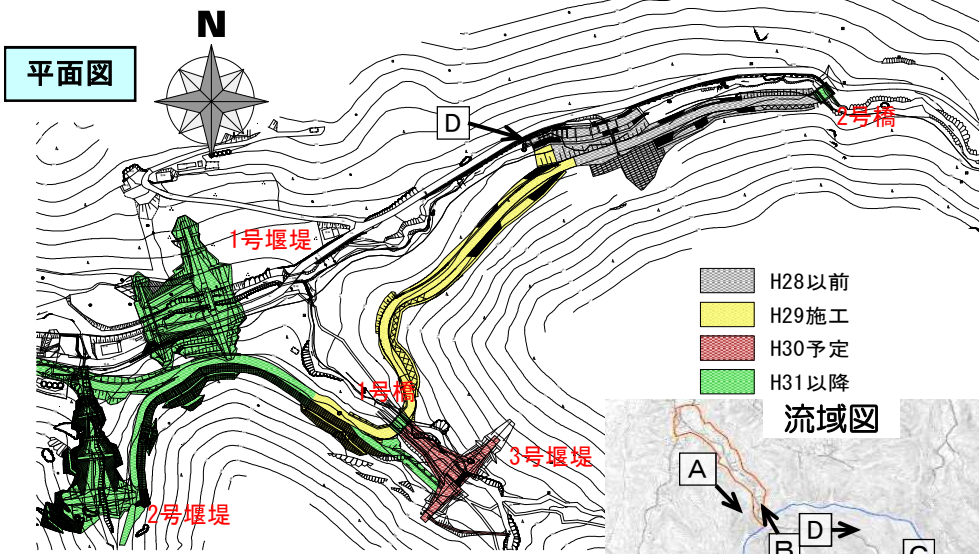 N
平面図
D
2号橋
1号堰堤
H28以前
H29施工
H30予定
H31以降
1号橋
流域図
3号堰堤
A
2号堰堤
D
B
C